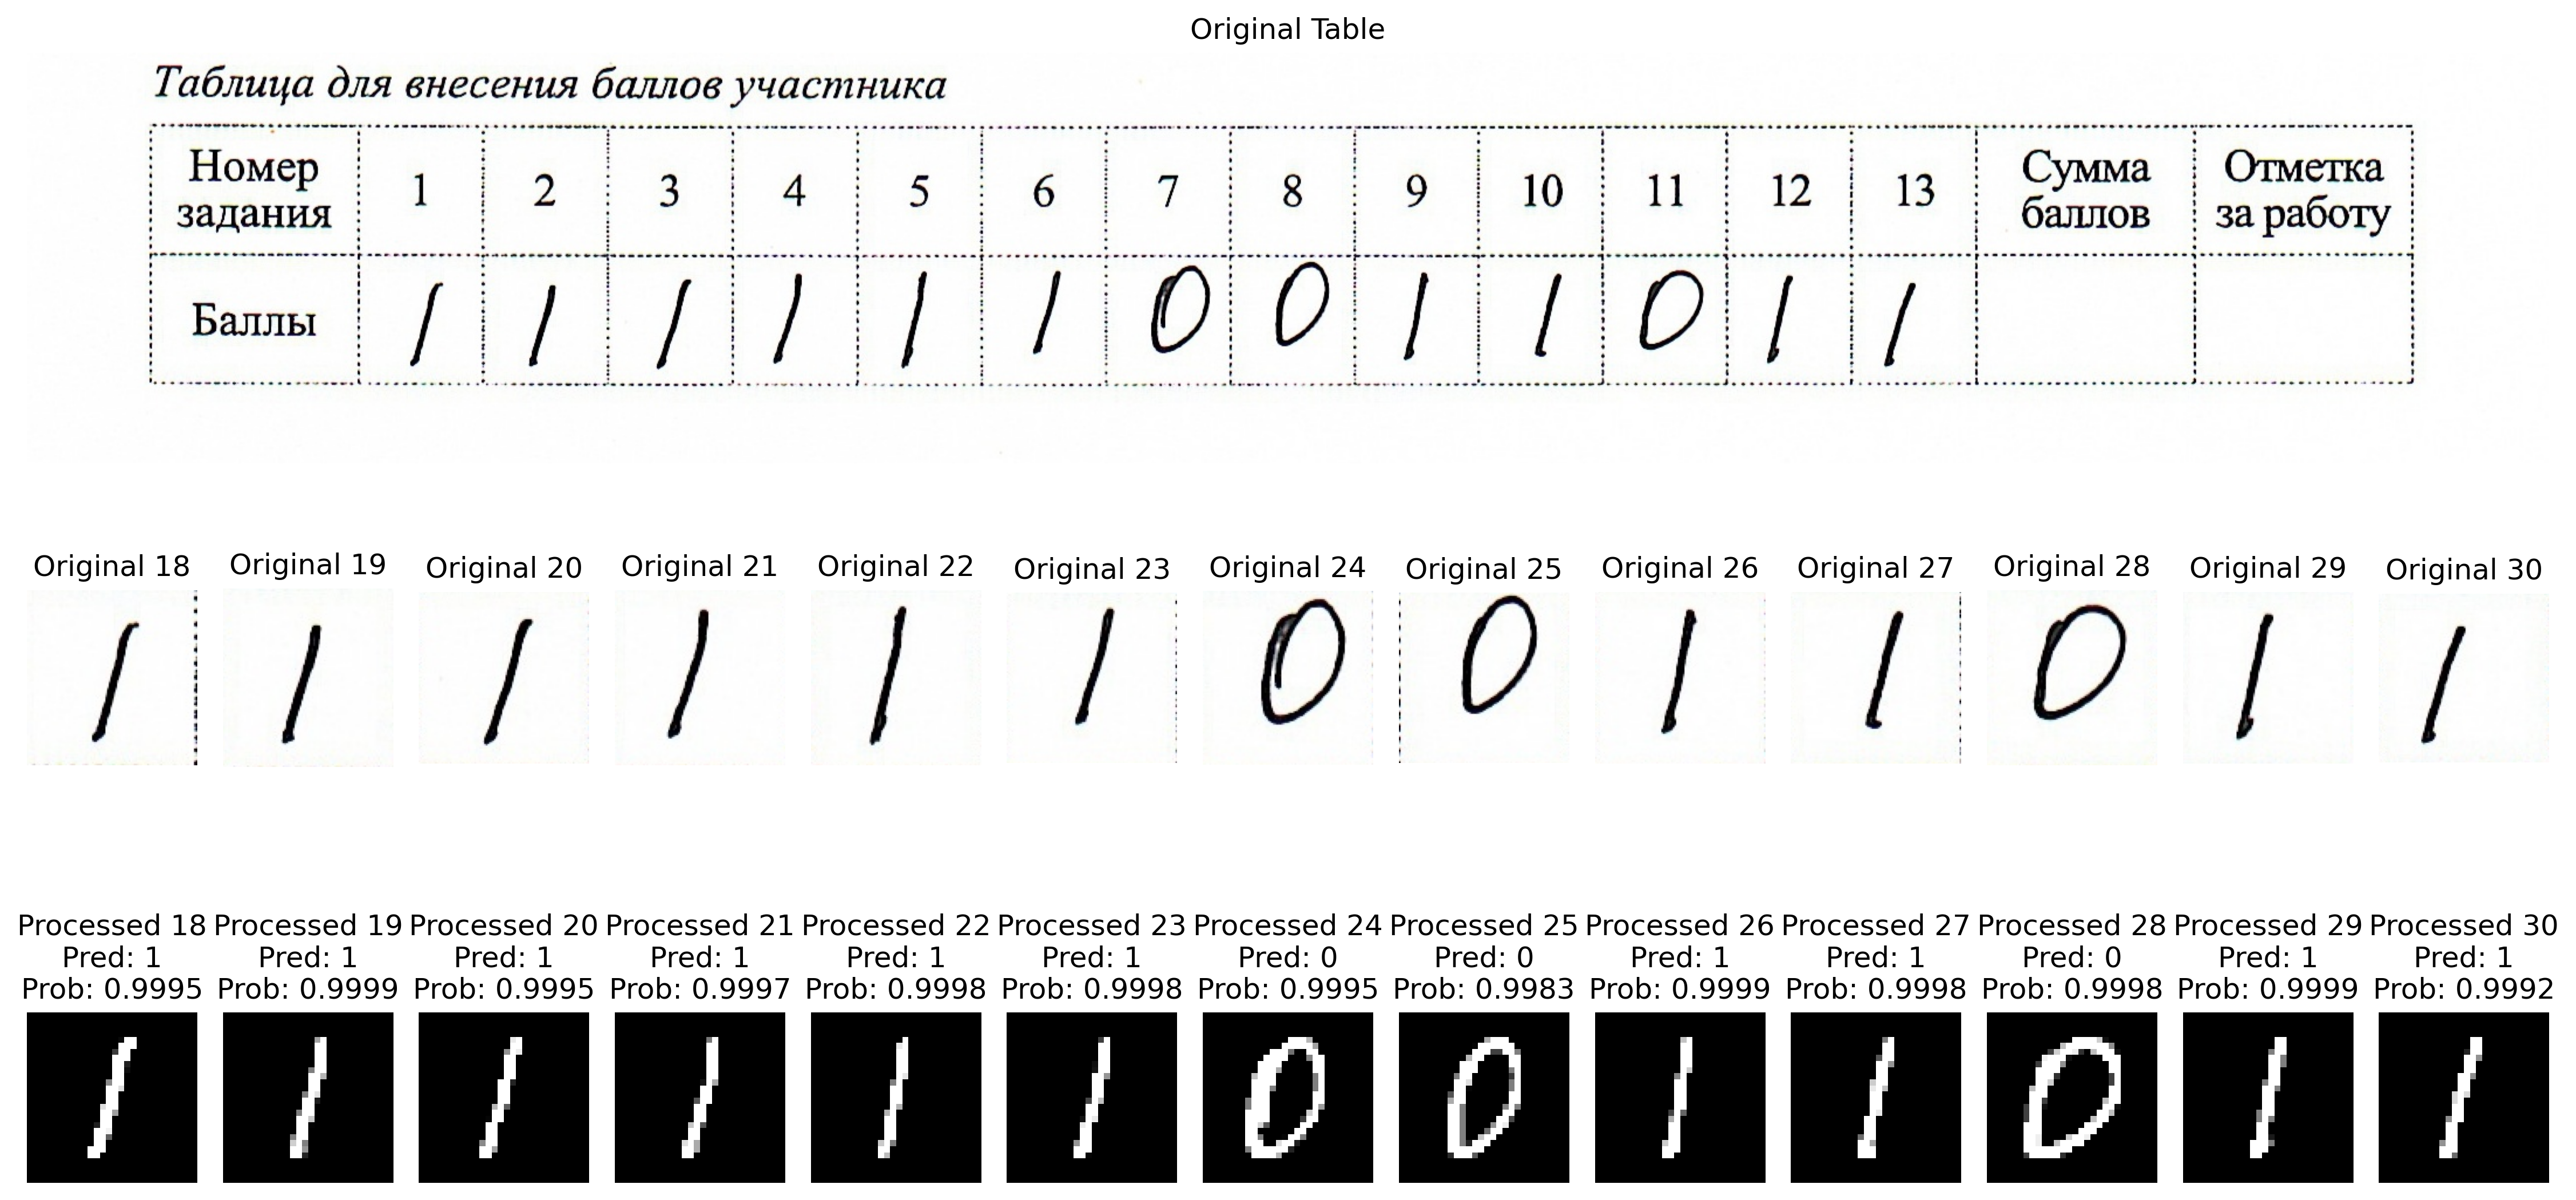 Original Table
Таблица для внесения баллов участника
Номер задания 1 2 3 4 5 6 7 8 9 10 11 12 13 Сумма баллов Отметка за работу
Баллы 1 1 1 1 1 1 0 0 1 1 0 1 1
Original 18 Original 19 Original 20 Original 21 Original 22 Original 23 Original 24 Original 25 Original 26 Original 27 Original 28 Original 29 Original 30
1 1 1 1 1 1 0 0 1 1 0 1 1
Processed 18 Processed 19 Processed 20 Processed 21 Processed 22 Processed 23 Processed 24 Processed 25 Processed 26 Processed 27 Processed 28 Processed 29 Processed 30
Pred: 1 Pred: 1 Pred: 1 Pred: 1 Pred: 1 Pred: 1 Pred: 0 Pred: 0 Pred: 1 Pred: 1 Pred: 0 Pred: 1 Pred: 1
Prob: 0.9995 Prob: 0.9999 Prob: 0.9995 Prob: 0.9997 Prob: 0.9998 Prob: 0.9998 Prob: 0.9995 Prob: 0.9983 Prob: 0.9999 Prob: 0.9998 Prob: 0.9998 Prob: 0.9999 Prob: 0.9992
1 1 1 1 1 1 0 0 1 1 0 1 1